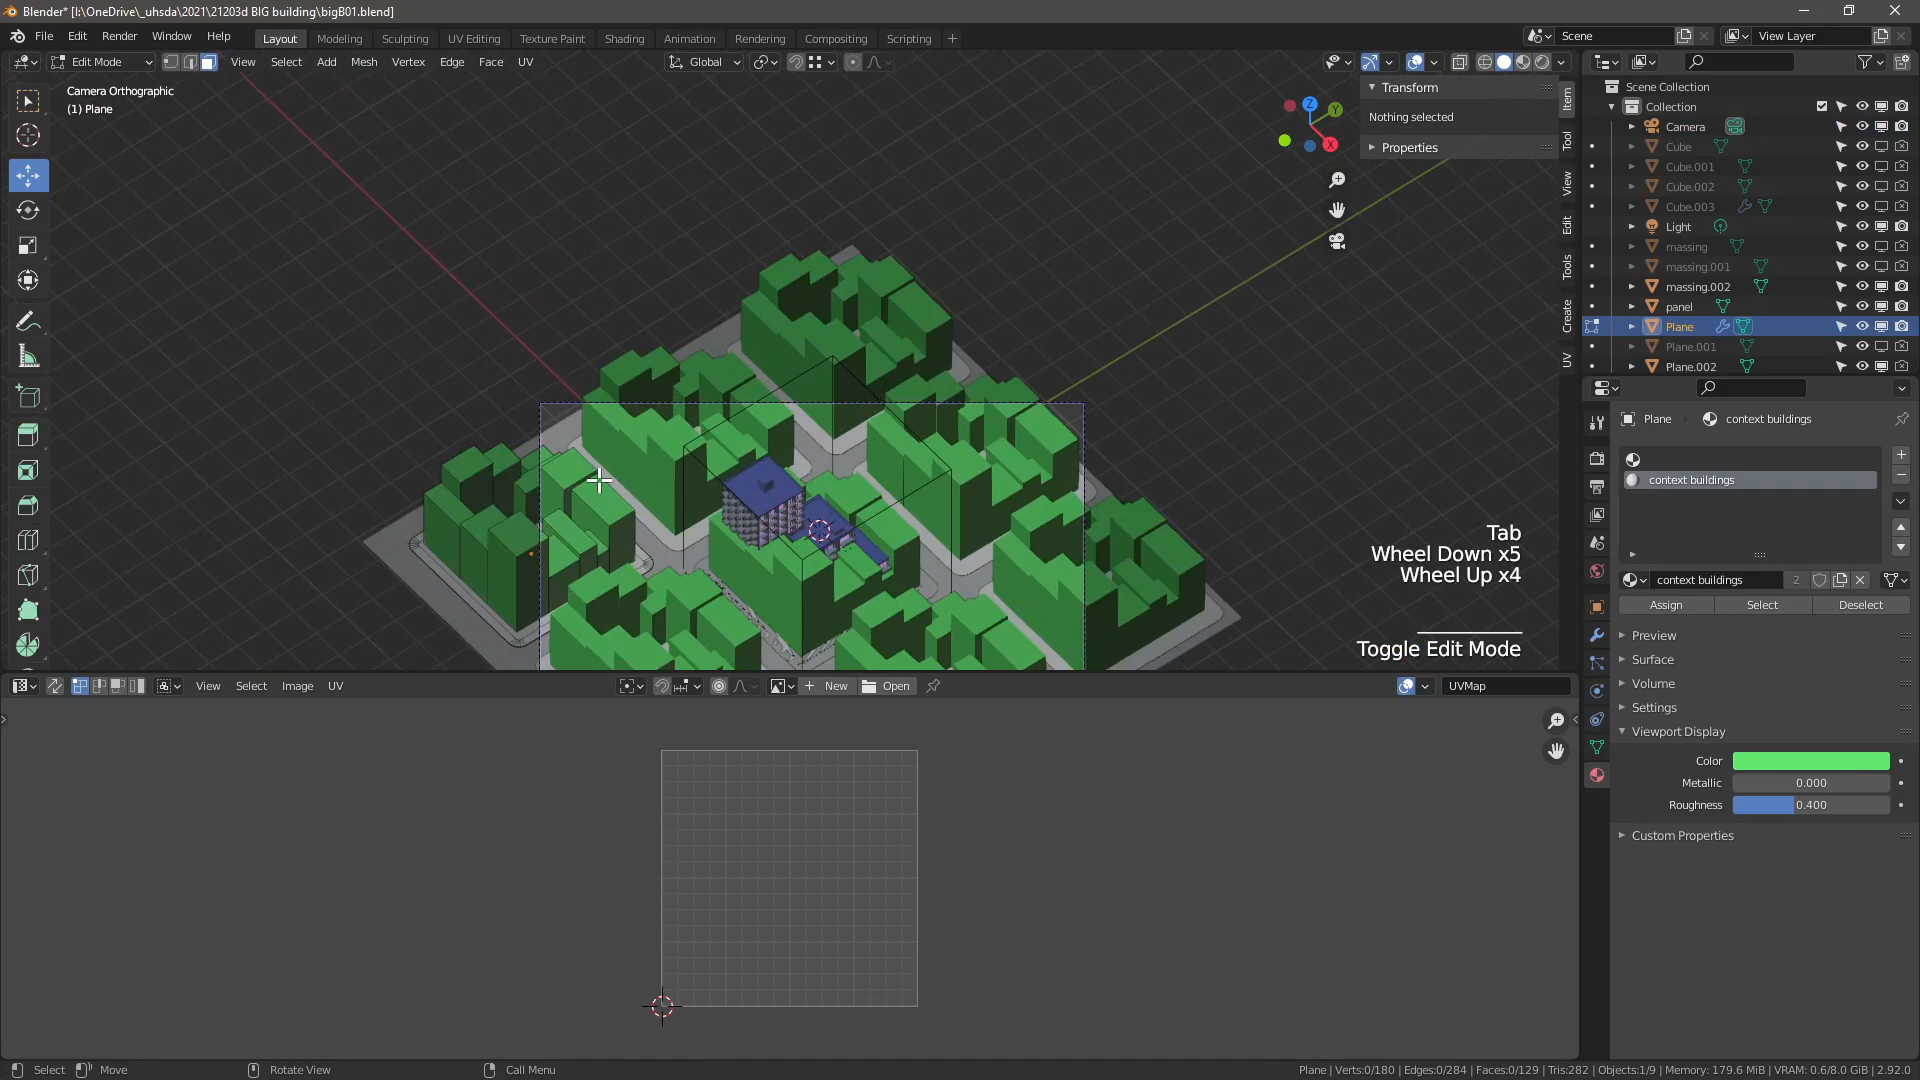 Blender* [I:\OneDrive\_uhsda\2021\21203d BIG building\bigB01.blend]
File Edit Render Window Help Layout Modeling Sculpting UV Editing Texture Paint Shading Animation Rendering Compositing Scripting Scene View Layer
Edit Mode View Select Add Mesh Vertex Edge Face UV Global
Camera Orthographic
(1) Plane
Z
Y
X
Transform
Nothing selected
Properties
Item
Tool
View
Edit
Tools
Create
UV
Tab
Wheel Down x5
Wheel Up x4
Toggle Edit Mode
Scene Collection
Collection
Camera
Cube
Cube.001
Cube.002
Cube.003
Light
massing
massing.001
massing.002
panel
Plane
Plane.001
Plane.002
Plane context buildings
context buildings
context buildings 2
Assign Select Deselect
Preview
Surface
Volume
Settings
Viewport Display
Color
Metallic 0.000
Roughness 0.400
Custom Properties
View Select Image UV New Open UVMap
Select Move Rotate View Call Menu Plane | Verts:0/180 | Edges:0/284 | Faces:0/129 | Tris:282 | Objects:1/9 | Memory: 179.6 MiB | VRAM: 0.6/8.0 GiB | 2.92.0